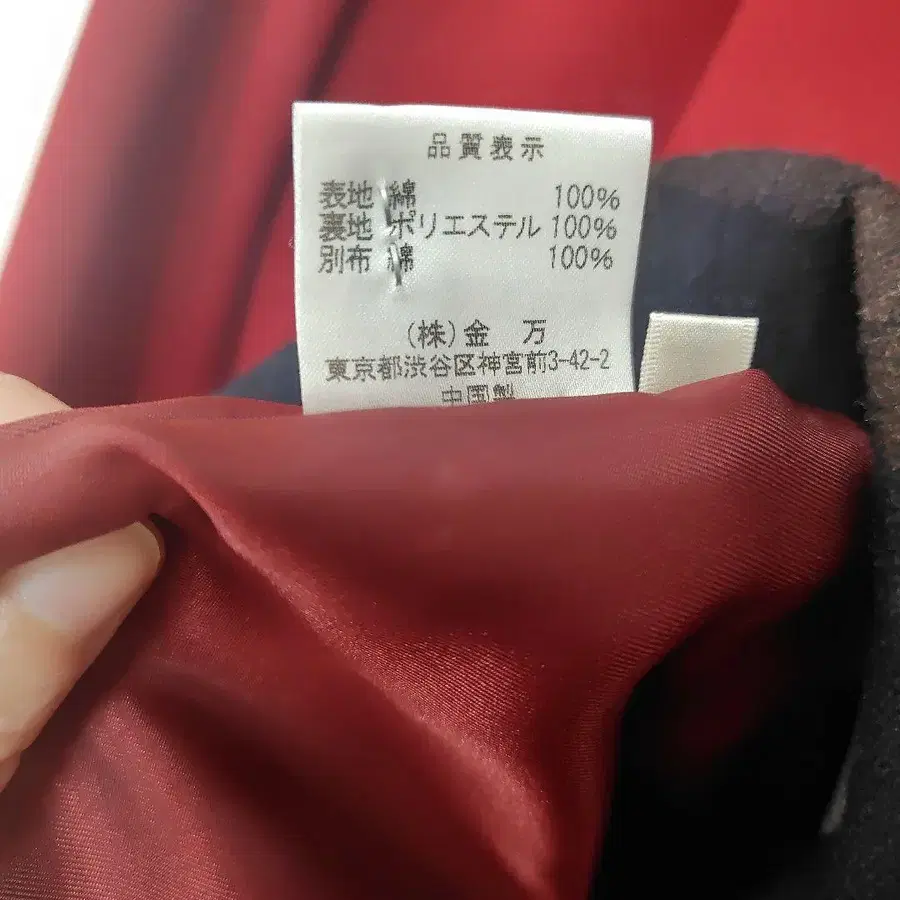 品質表示
表地 綿 100%
裏地 ポリエステル 100%
別布 綿 100%
(株)金 万
東京都渋谷区神宮前3-42-2
中国製